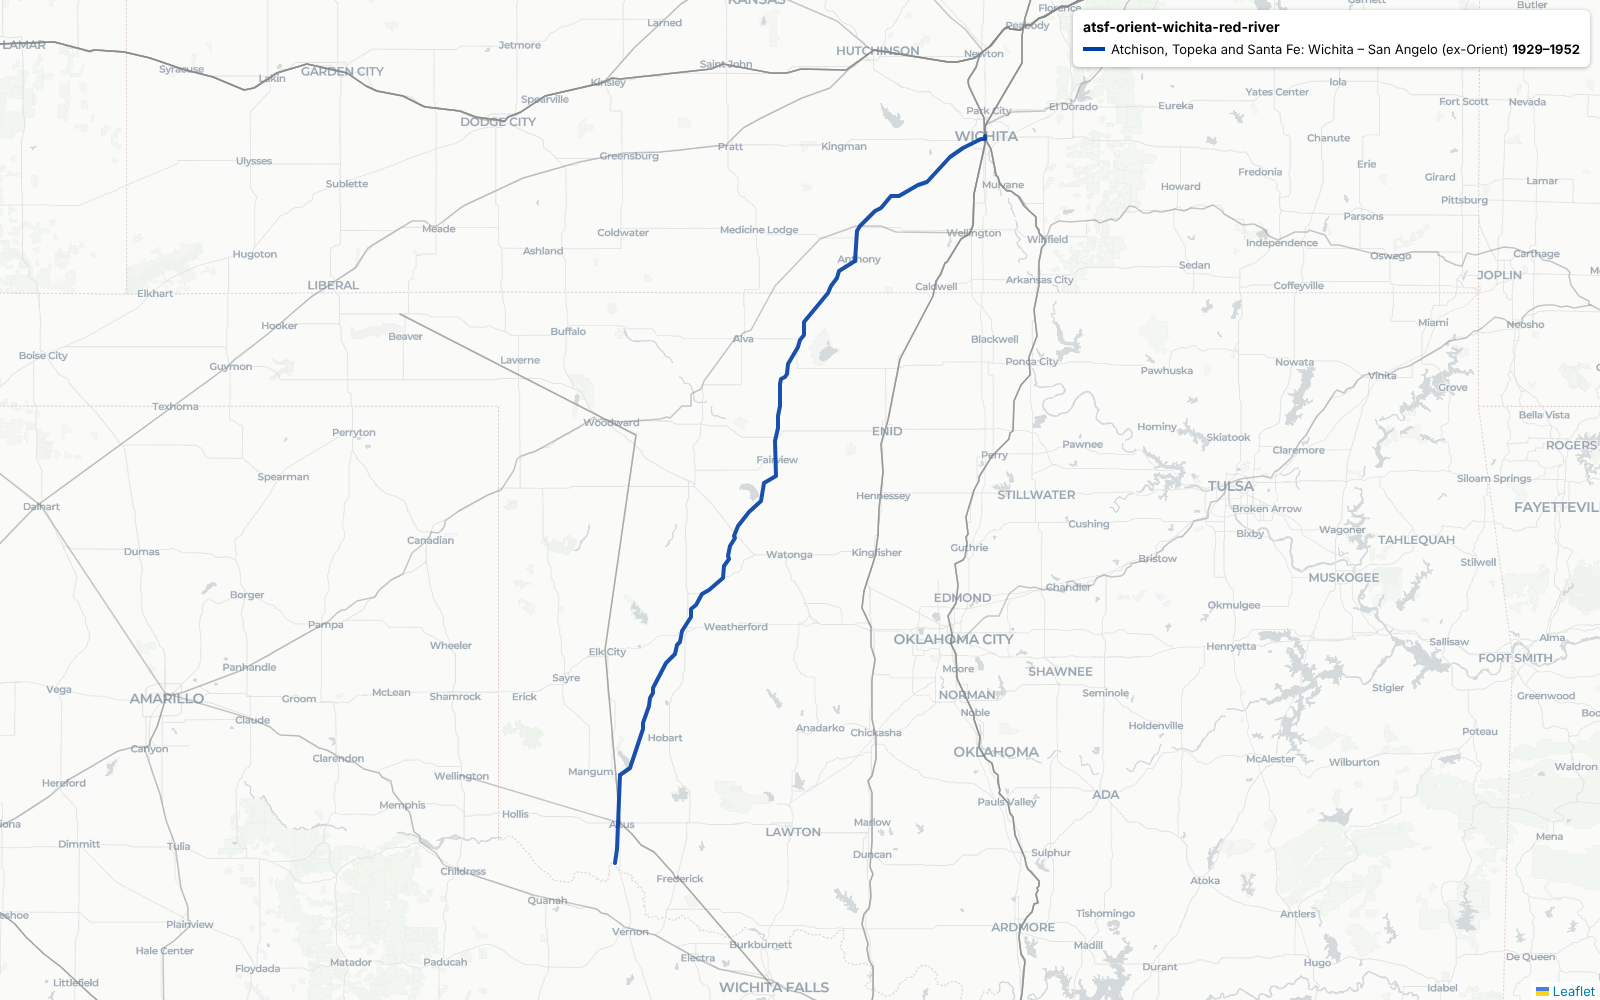 atsf-orient-wichita-red-river
Atchison, Topeka and Santa Fe: Wichita – San Angelo (ex-Orient) 1929–1952
KANSAS
Florence
Garnett
Butler
Larned
Peabody
LAMAR
Jetmore
HUTCHINSON
Newton
Syracuse
Lakin
GARDEN CITY
Saint John
Kinsley
Iola
Yates Center
Spearville
Park City
El Dorado
Eureka
Fort Scott
Nevada
DODGE CITY
WICHITA
Chanute
Ulysses
Greensburg
Pratt
Kingman
Erie
Sublette
Mulvane
Howard
Fredonia
Girard
Lamar
Pittsburg
Meade
Coldwater
Medicine Lodge
Wellington
Winfield
Parsons
Independence
Hugoton
Ashland
Anthony
Sedan
Oswego
Carthage
JOPLIN
Elkhart
LIBERAL
Caldwell
Arkansas City
Coffeyville
Hooker
Beaver
Buffalo
Alva
Blackwell
Miami
Neosho
Boise City
Guymon
Laverne
Ponca City
Pawhuska
Nowata
Vinita
Grove
Texhoma
Woodward
Bella Vista
Perryton
ENID
Pawnee
Hominy
Skiatook
Claremore
ROGERS
Spearman
Fairview
Perry
Siloam Springs
Dalhart
Hennessey
STILLWATER
TULSA
Broken Arrow
FAYETTEVIL
Cushing
Bixby
Wagoner
TAHLEQUAH
Dumas
Canadian
Watonga
Kingfisher
Guthrie
Bristow
Stilwell
Borger
Chandler
MUSKOGEE
EDMOND
Okmulgee
Pampa
Weatherford
OKLAHOMA CITY
Sallisaw
Alma
Wheeler
Elk City
Henryetta
FORT SMITH
Panhandle
Moore
SHAWNEE
Vega
AMARILLO
Groom
McLean
Shamrock
Erick
Sayre
NORMAN
Seminole
Stigler
Greenwood
Claude
Noble
Holdenville
Canyon
Clarendon
Hobart
Anadarko
Chickasha
OKLAHOMA
McAlester
Wilburton
Poteau
Waldron
Hereford
Wellington
Mangum
Memphis
Hollis
Altus
LAWTON
Marlow
Pauls Valley
ADA
Dimmitt
Tulia
Childress
Duncan
Sulphur
Mena
Frederick
Atoka
Quanah
Plainview
Vernon
ARDMORE
Tishomingo
Antlers
Hale Center
Burkburnett
Madill
De Queen
Floydada
Matador
Paducah
Electra
Durant
Hugo
Littlefield
WICHITA FALLS
Idabel
Leaflet